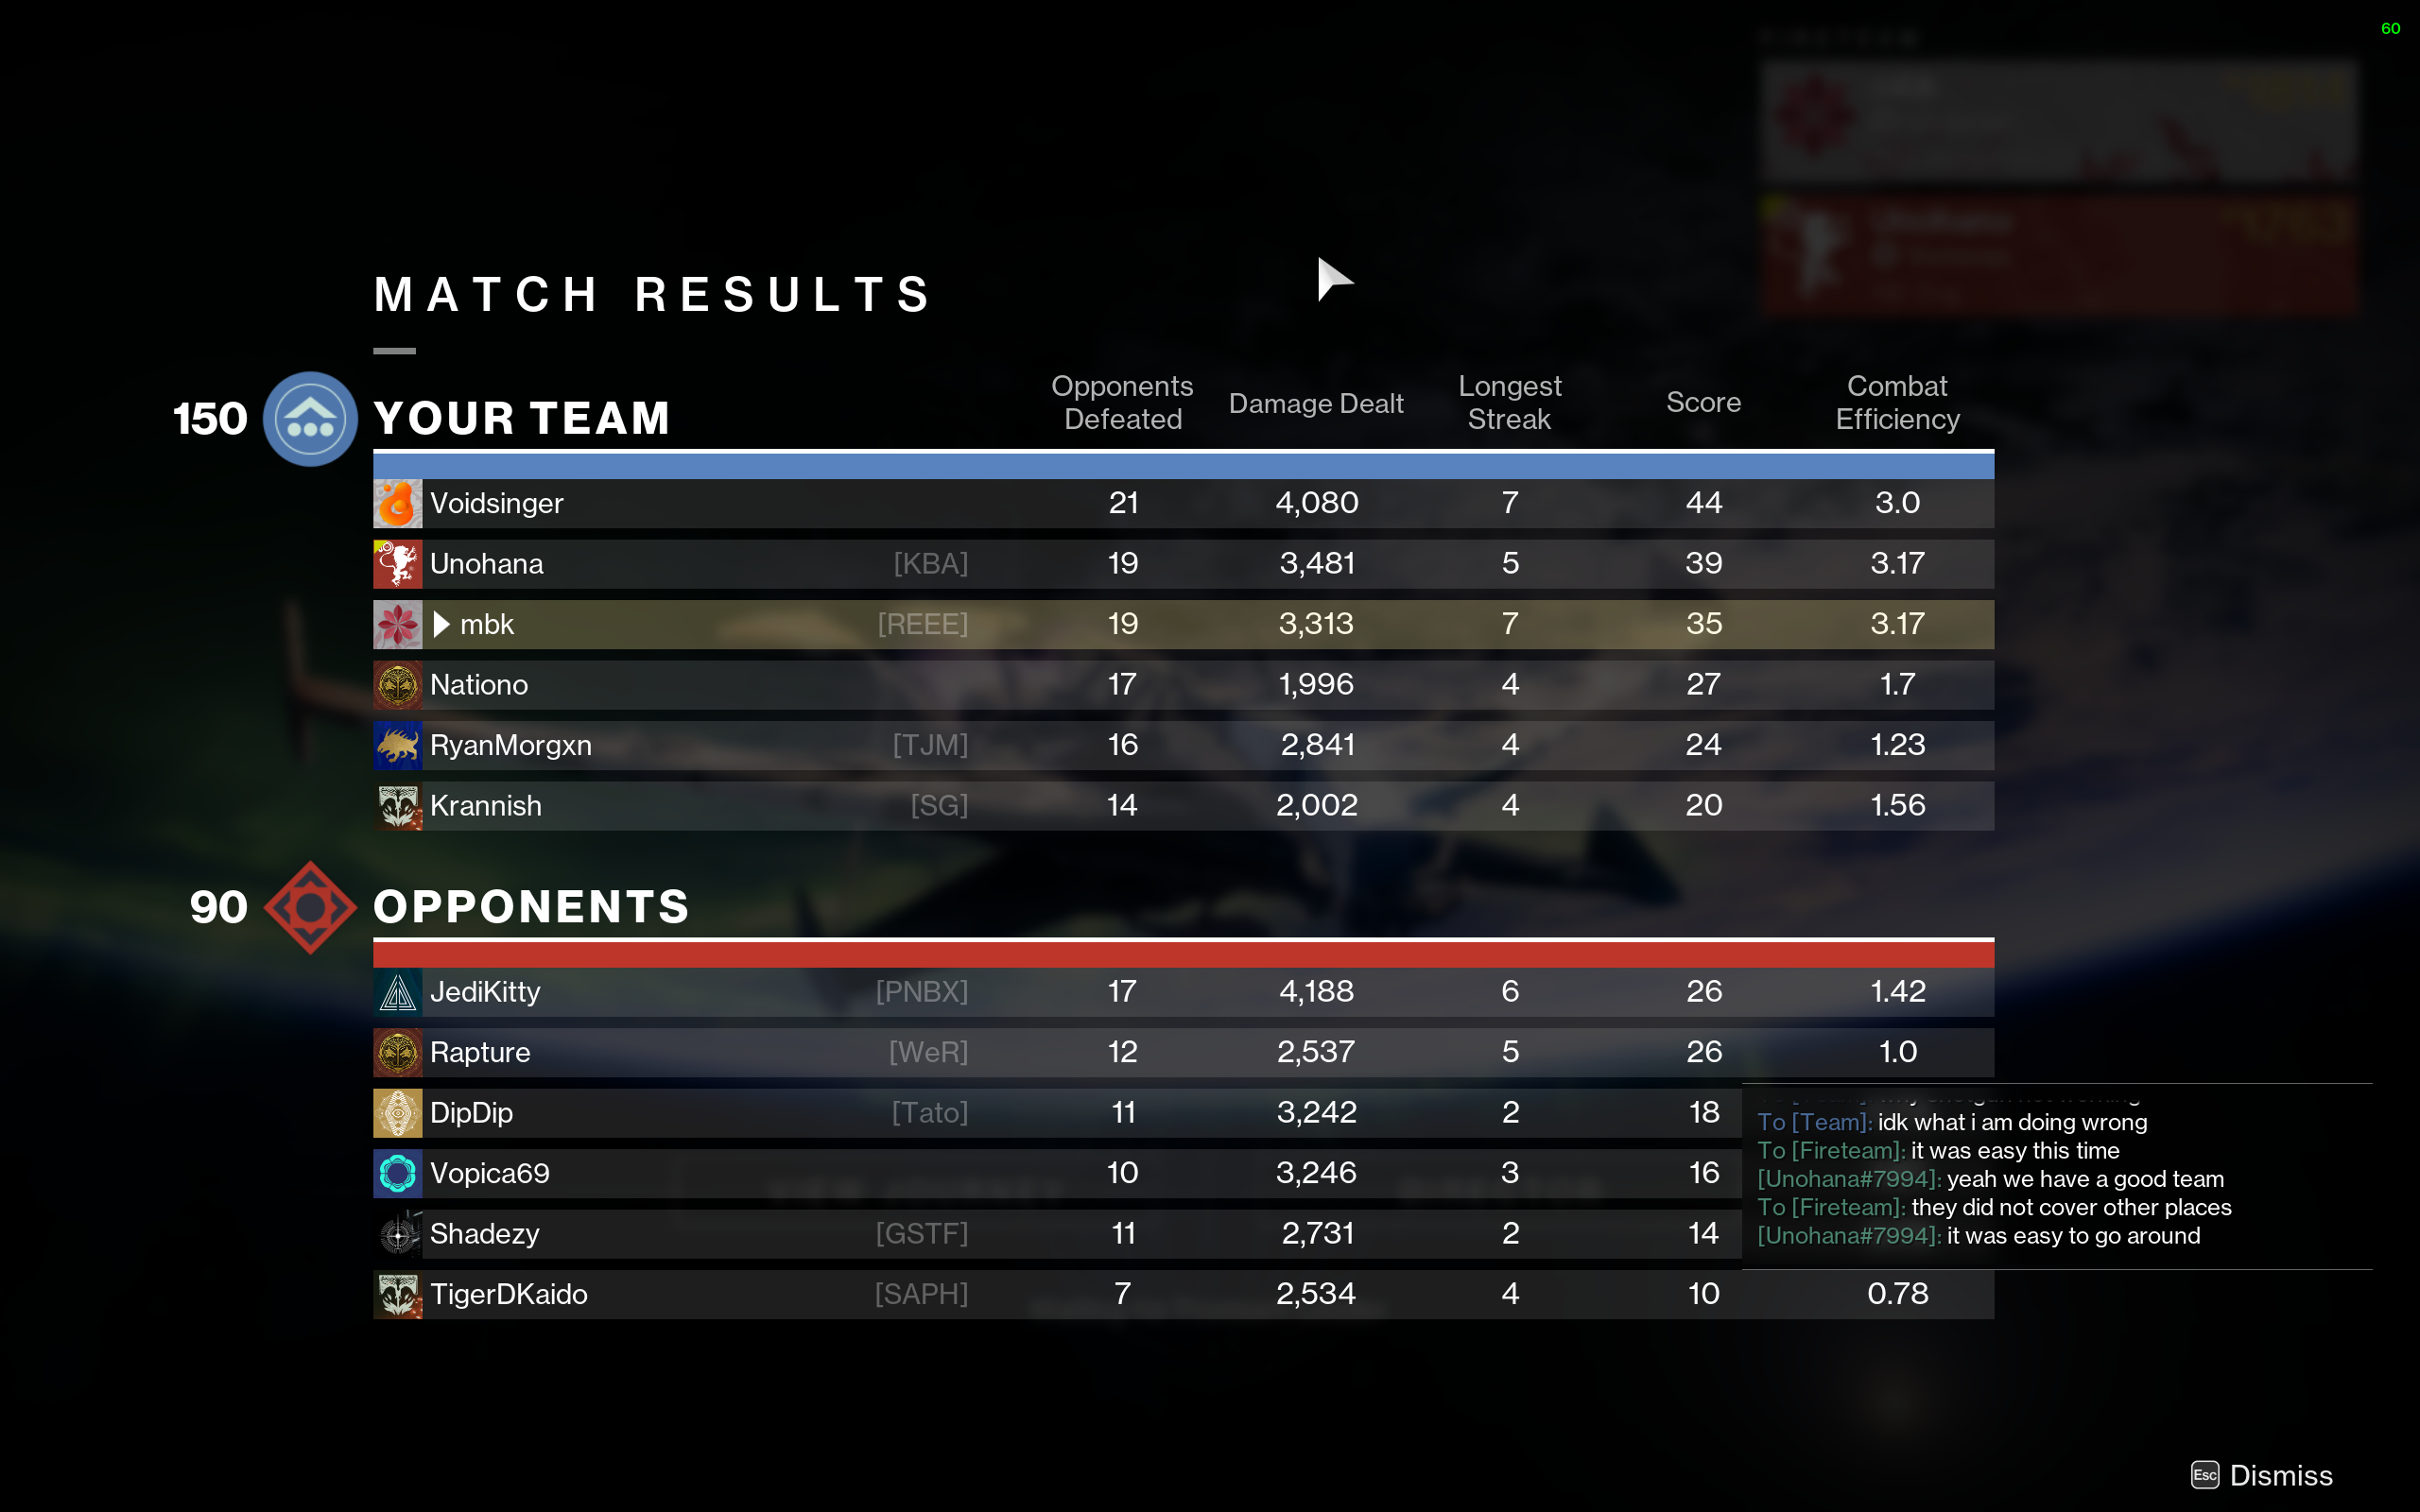 60
MATCH RESULTS
150 YOUR TEAM Opponents Defeated Damage Dealt Longest Streak Score Combat Efficiency
Voidsinger 21 4,080 7 44 3.0
Unohana [KBA] 19 3,481 5 39 3.17
mbk [REEE] 19 3,313 7 35 3.17
Nationo 17 1,996 4 27 1.7
RyanMorgxn [TJM] 16 2,841 4 24 1.23
Krannish [SG] 14 2,002 4 20 1.56
90 OPPONENTS
JediKitty [PNBX] 17 4,188 6 26 1.42
Rapture [WeR] 12 2,537 5 26 1.0
DipDip [Tato] 11 3,242 2 18
Vopica69 10 3,246 3 16
Shadezy [GSTF] 11 2,731 2 14
TigerDKaido [SAPH] 7 2,534 4 10 0.78
To [Team]: idk what i am doing wrong
To [Fireteam]: it was easy this time
[Unohana#7994]: yeah we have a good team
To [Fireteam]: they did not cover other places
[Unohana#7994]: it was easy to go around
Esc Dismiss